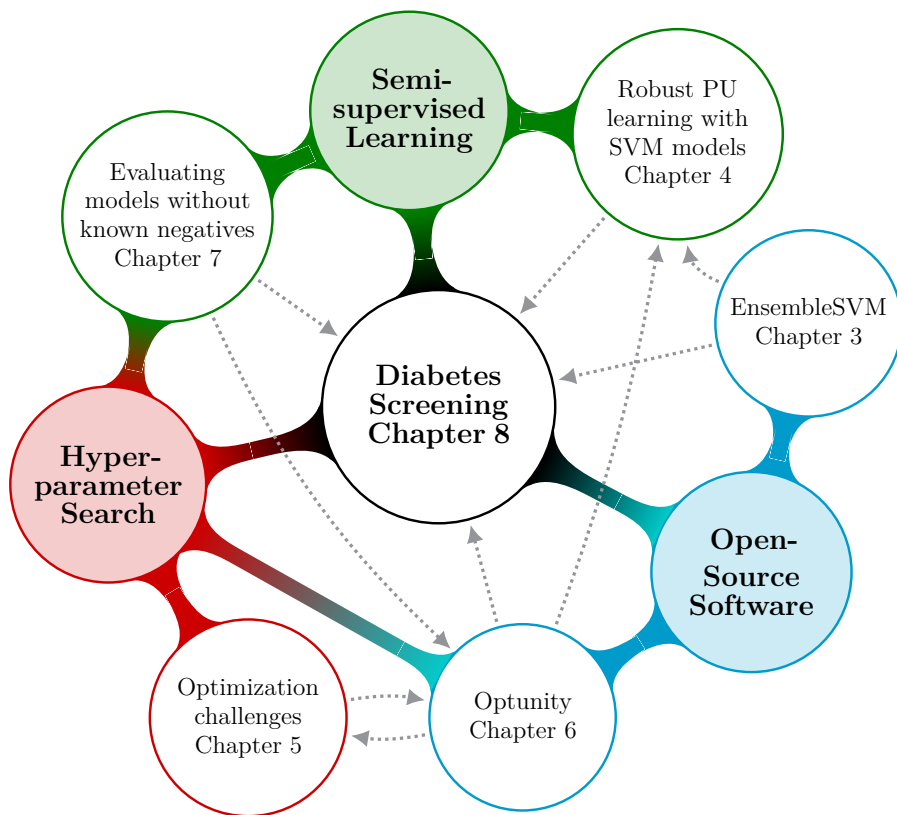 Semi-
supervised
Learning
Robust PU
learning with
SVM models
Chapter 4
Evaluating
models without
known negatives
Chapter 7
EnsembleSVM
Chapter 3
Diabetes
Screening
Chapter 8
Hyper-
parameter
Search
Open-
Source
Software
Optimization
challenges
Chapter 5
Optunity
Chapter 6